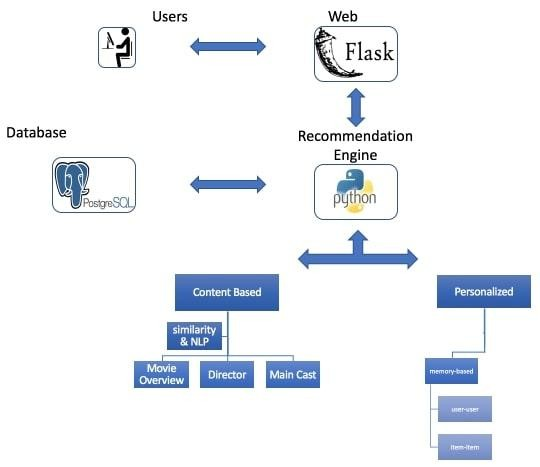 Users
Web
Flask
Database
Recommendation
Engine
PostgreSQL
python
Content Based
Personalized
similarity
& NLP
Movie
Overview
Director
Main Cast
memory-based
user-user
item-item